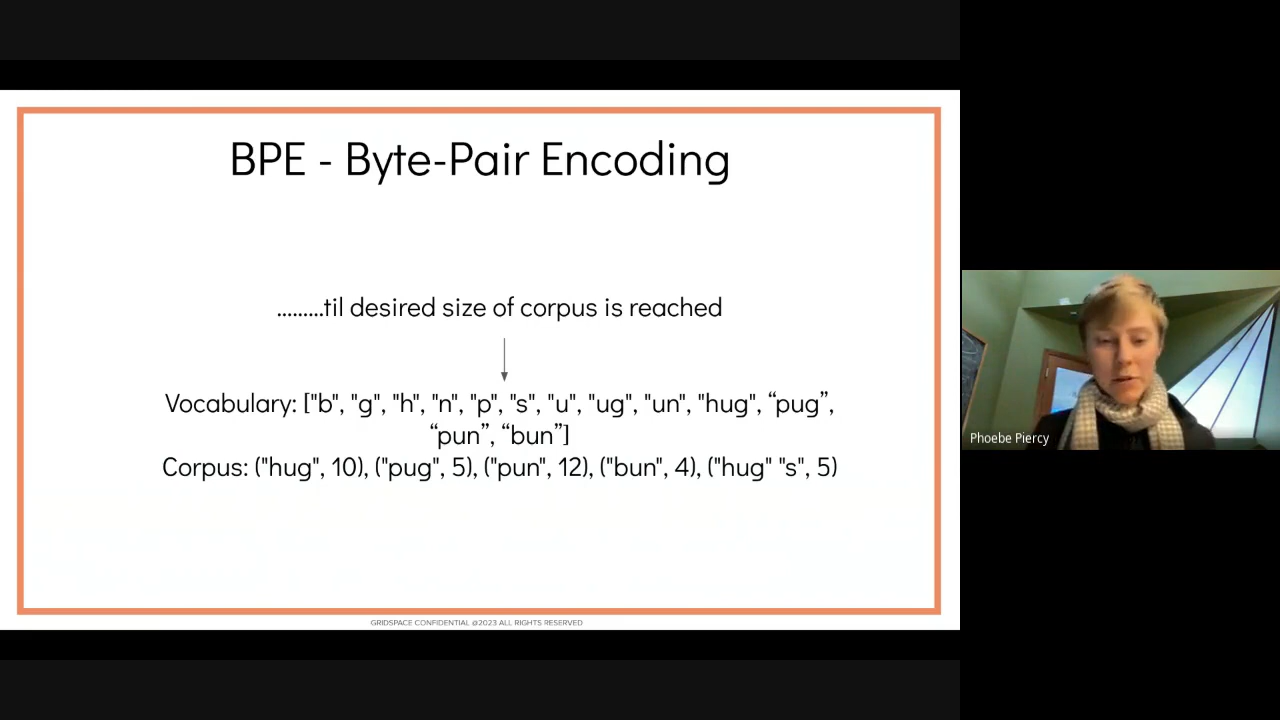 BPE - Byte-Pair Encoding
.........til desired size of corpus is reached
Vocabulary: ["b", "g", "h", "n", "p", "s", "u", "ug", "un", "hug", “pug”,
“pun”, “bun”]
Corpus: ("hug", 10), ("pug", 5), ("pun", 12), ("bun", 4), ("hug" "s", 5)
GRIDSPACE CONFIDENTIAL @2023 ALL RIGHTS RESERVED
Phoebe Piercy